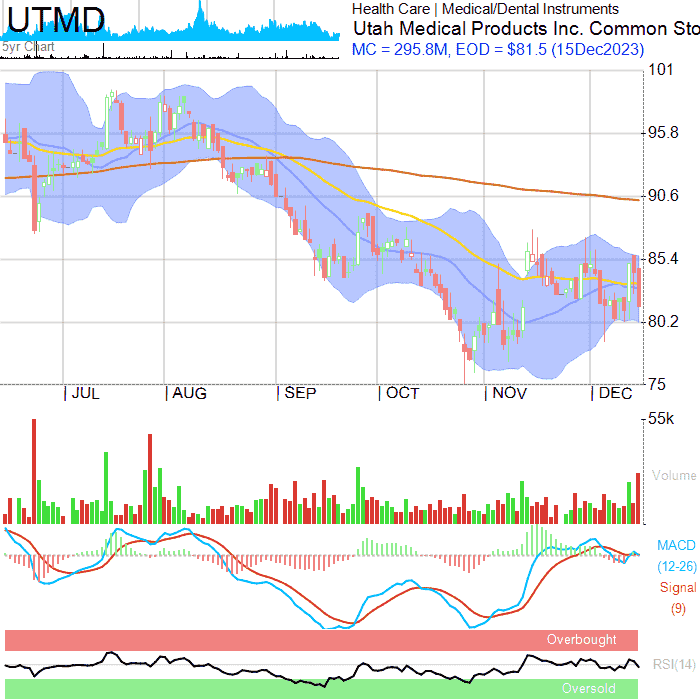 UTMD
5yr Chart
Health Care | Medical/Dental Instruments
Utah Medical Products Inc. Common Sto
MC = 295.8M, EOD = $81.5 (15Dec2023)
101
95.8
90.6
85.4
80.2
75
JUL AUG SEP OCT NOV DEC
55k
Volume
MACD
(12-26)
Signal
(9)
Overbought
RSI(14)
Oversold